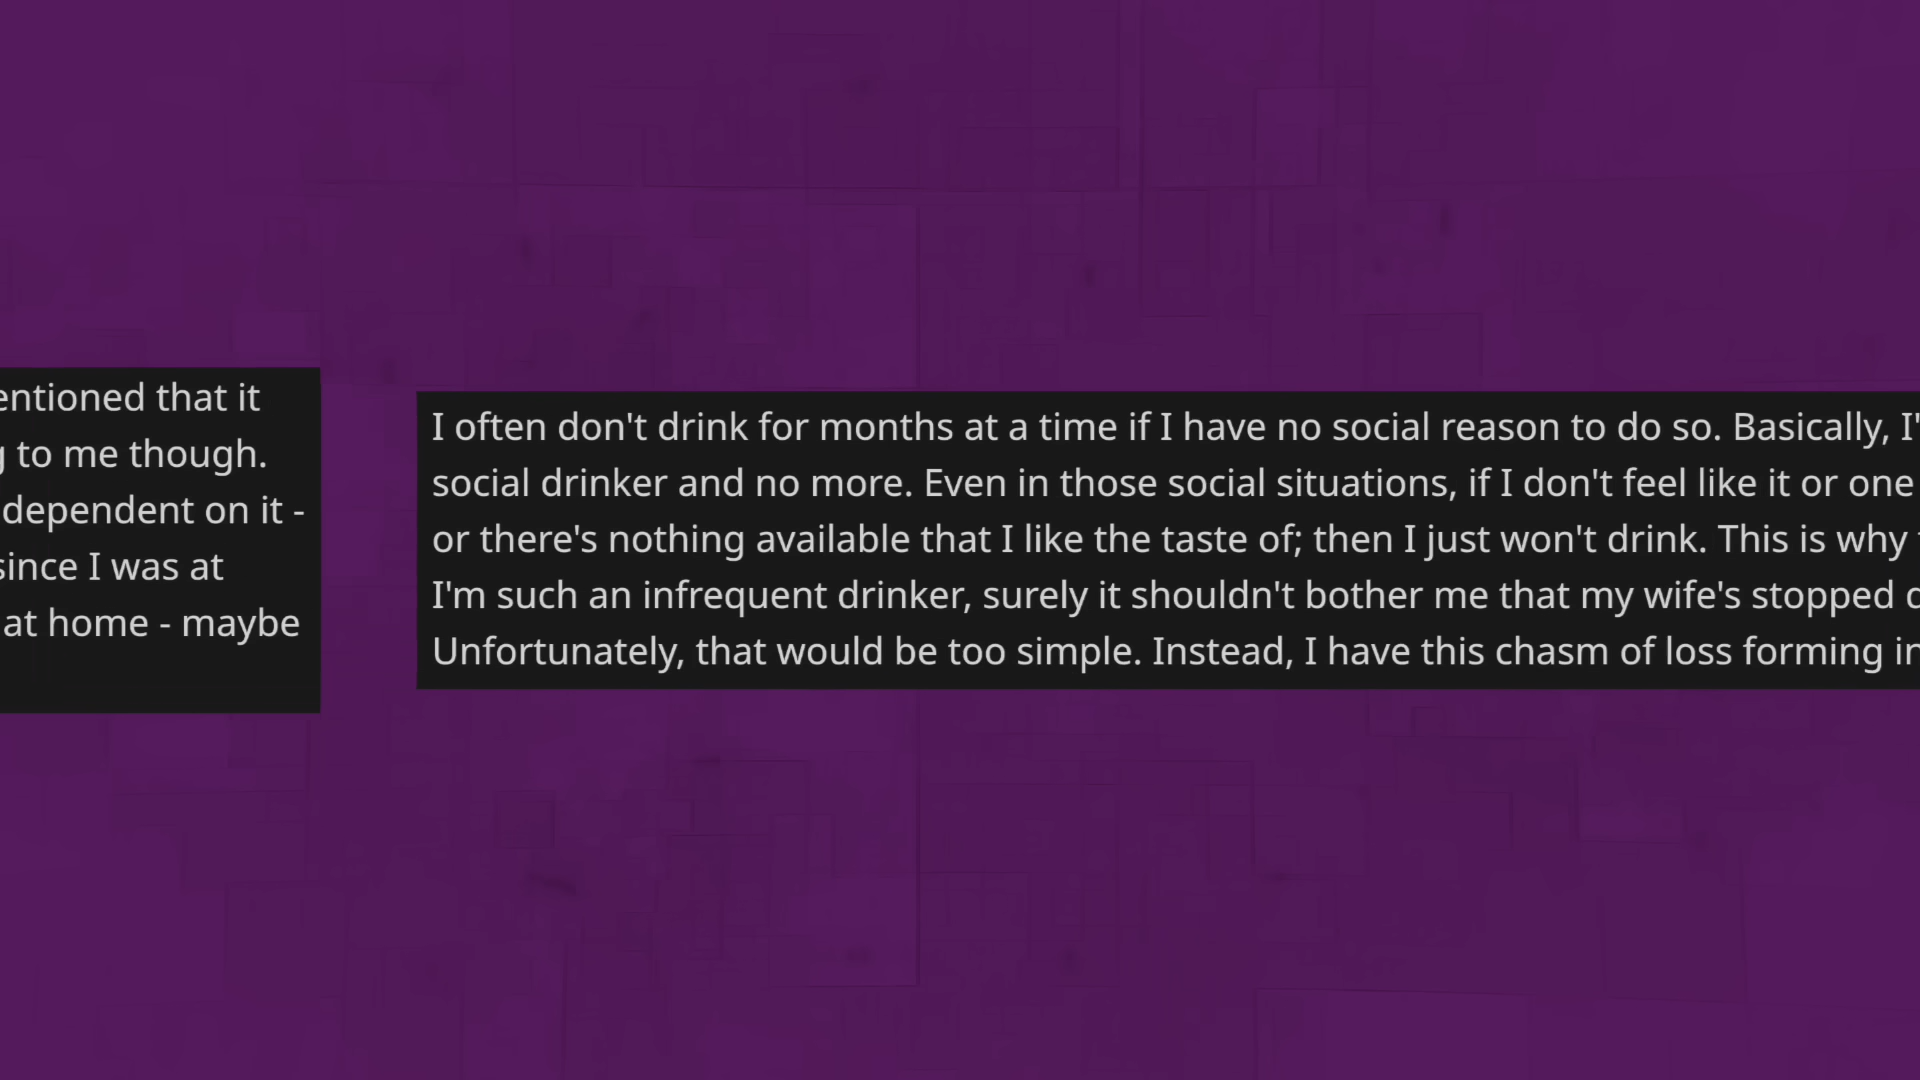 that it
to me though.
dependent on it -
since I was at
at home - maybe
I often don't drink for months at a time if I have no social reason to do so. Basically,
social drinker and no more. Even in those social situations, if I don't feel like it or one
or there's nothing available that I like the taste of; then I just won't drink. This is why
I'm such an infrequent drinker, surely it shouldn't bother me that my wife's stopped
Unfortunately, that would be too simple. Instead, I have this chasm of loss forming